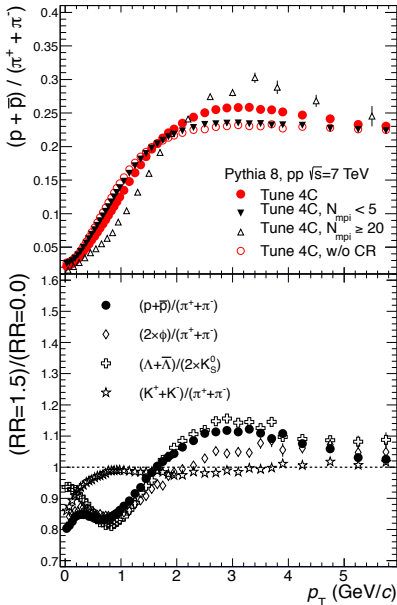 (p + p̅) / (π⁺ + π⁻)
0.4
0.35
0.3
0.25
0.2
0.15
0.1
0.05
Pythia 8, pp √s=7 TeV
Tune 4C
Tune 4C, N_mpi < 5
Tune 4C, N_mpi ≥ 20
Tune 4C, w/o CR
(RR=1.5)/(RR=0.0)
1.6
1.5
1.4
1.3
1.2
1.1
1
0.9
0.8
0.7
(p+p̅)/(π⁺+π⁻)
(2×ϕ)/(π⁺+π⁻)
(Λ+Λ̅)/(2×K⁰_S)
(K⁺+K⁻)/(π⁺+π⁻)
0 1 2 3 4 5
p_T (GeV/c)